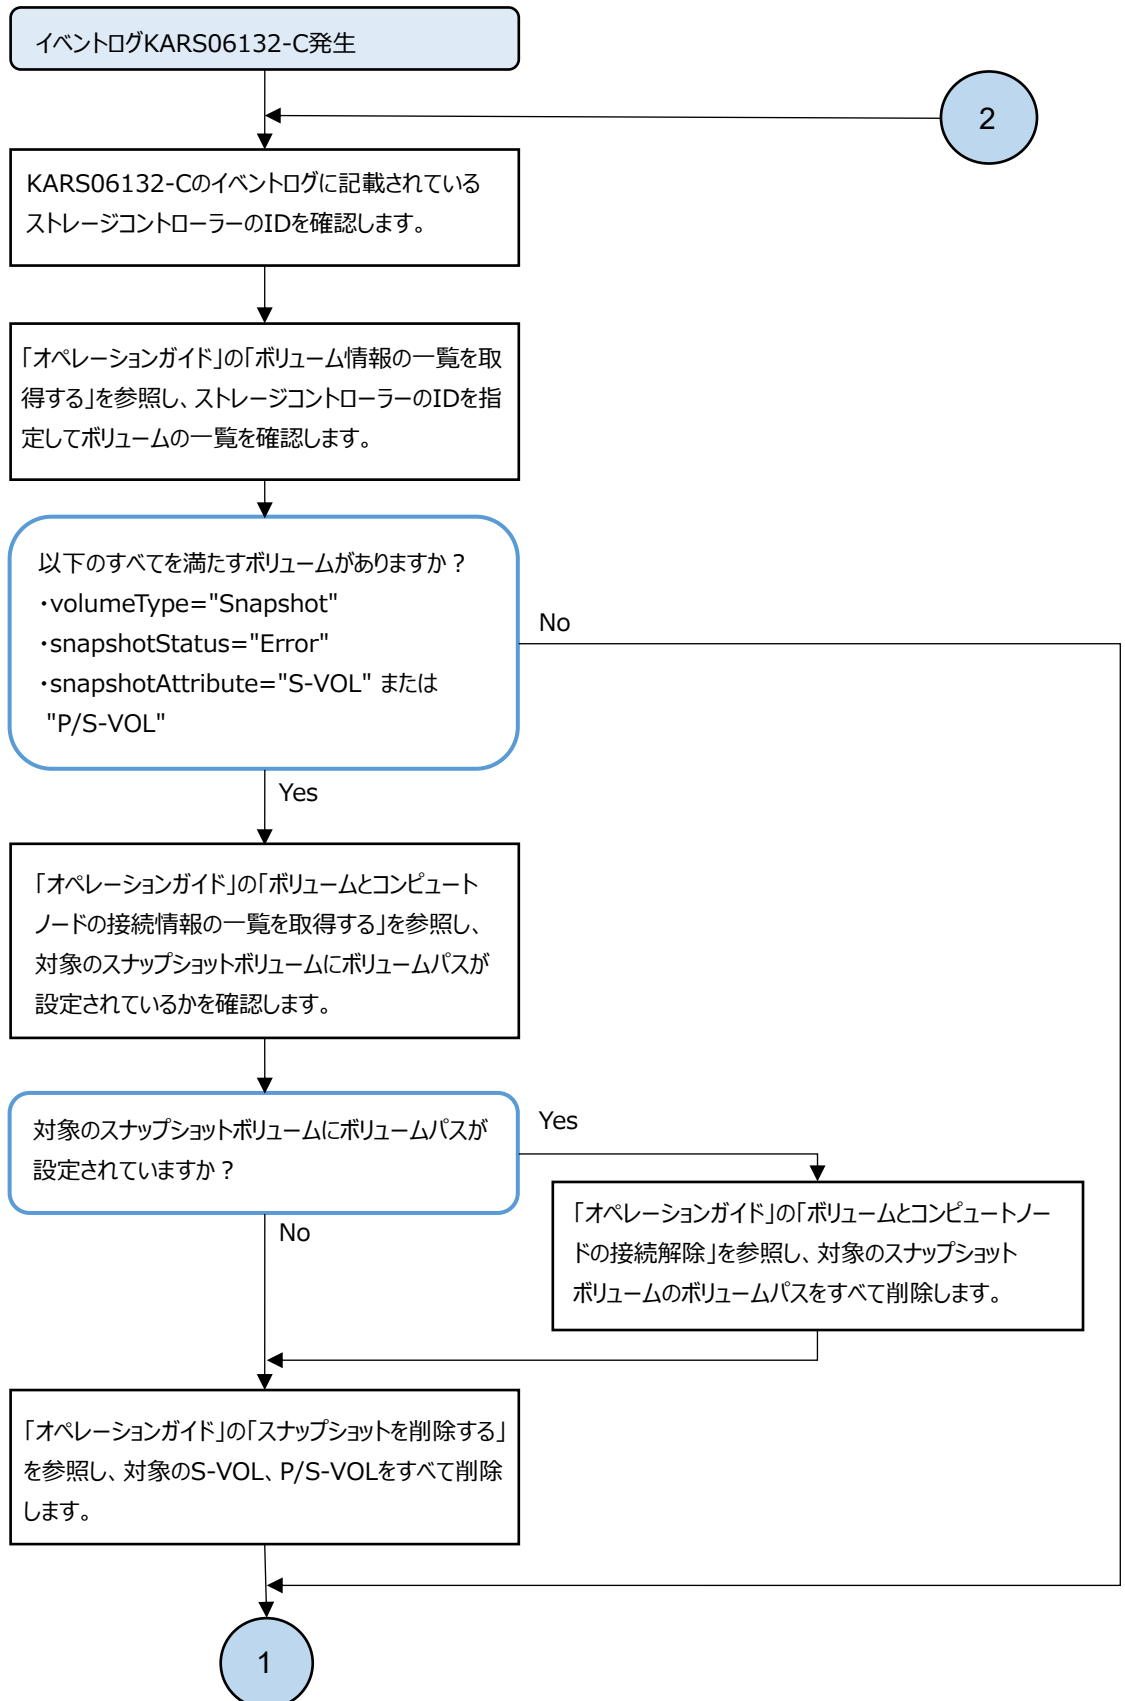 イベントログKARS06132-C発生
2
KARS06132-Cのイベントログに記載されている
ストレージコントローラーのIDを確認します。
「オペレーションガイド」の「ボリューム情報の一覧を取
得する」を参照し、ストレージコントローラーのIDを指
定してボリュームの一覧を確認します。
以下のすべてを満たすボリュームがありますか？
・volumeType="Snapshot"
・snapshotStatus="Error"
・snapshotAttribute="S-VOL" または
"P/S-VOL"
No
Yes
「オペレーションガイド」の「ボリュームとコンピュート
ノードの接続情報の一覧を取得する」を参照し、
対象のスナップショットボリュームにボリュームパスが
設定されているかを確認します。
対象のスナップショットボリュームにボリュームパスが
設定されていますか？
Yes
No
「オペレーションガイド」の「ボリュームとコンピュートノー
ドの接続解除」を参照し、対象のスナップショット
ボリュームのボリュームパスをすべて削除します。
「オペレーションガイド」の「スナップショットを削除する」
を参照し、対象のS-VOL、P/S-VOLをすべて削除
します。
1